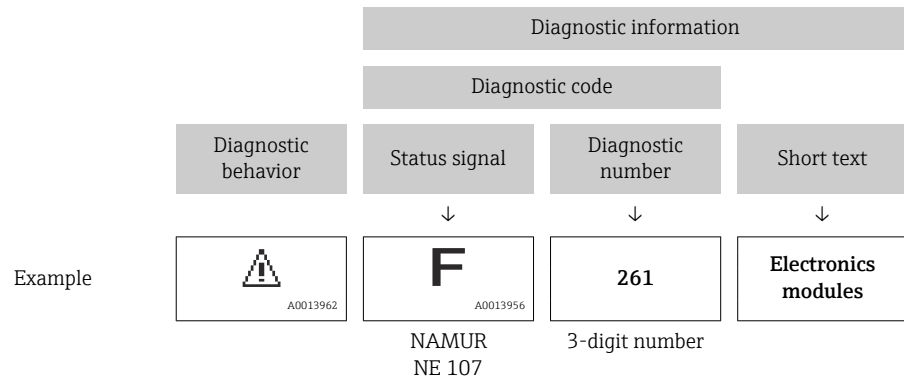 Diagnostic information
Diagnostic code
Diagnostic
behavior
Status signal
Diagnostic
number
Short text
↓ ↓ ↓
Example
A0013962
F
A0013956
261
Electronics
modules
NAMUR
NE 107
3-digit number